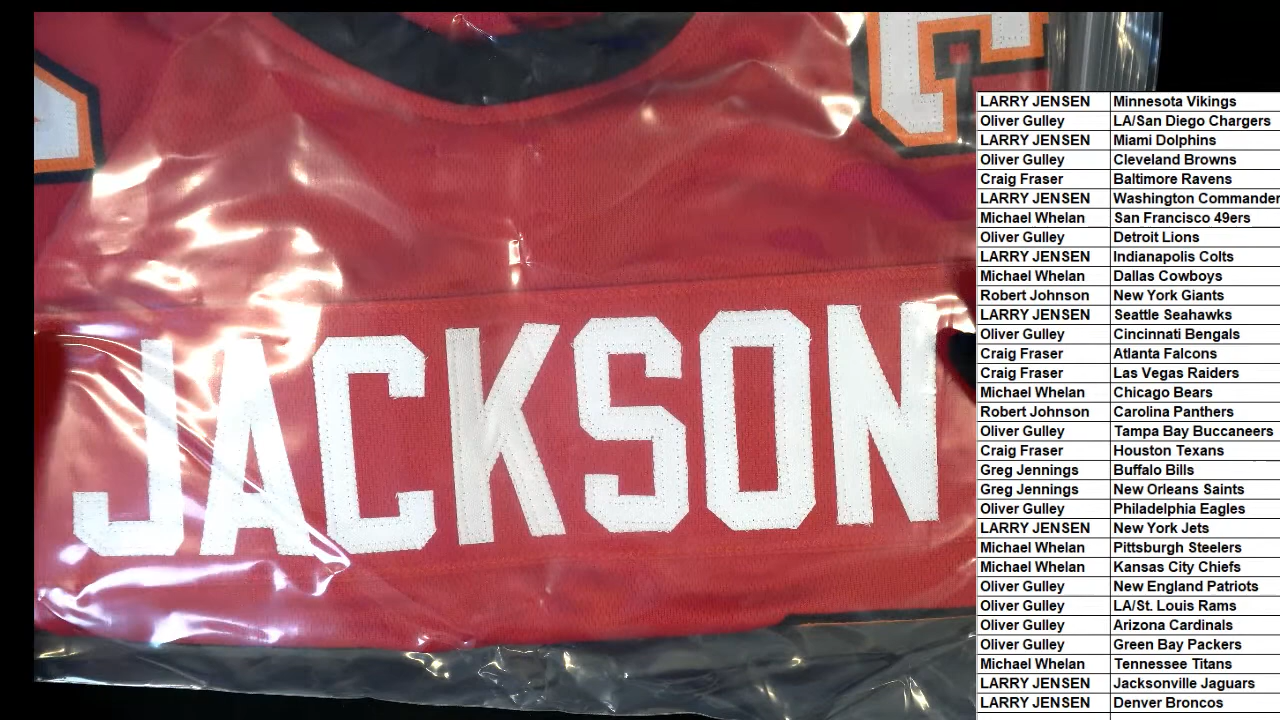 JACKSON
LARRY JENSEN Minnesota Vikings
Oliver Gulley LA/San Diego Chargers
LARRY JENSEN Miami Dolphins
Oliver Gulley Cleveland Browns
Craig Fraser Baltimore Ravens
LARRY JENSEN Washington Commander
Michael Whelan San Francisco 49ers
Oliver Gulley Detroit Lions
LARRY JENSEN Indianapolis Colts
Michael Whelan Dallas Cowboys
Robert Johnson New York Giants
LARRY JENSEN Seattle Seahawks
Oliver Gulley Cincinnati Bengals
Craig Fraser Atlanta Falcons
Craig Fraser Las Vegas Raiders
Michael Whelan Chicago Bears
Robert Johnson Carolina Panthers
Oliver Gulley Tampa Bay Buccaneers
Craig Fraser Houston Texans
Greg Jennings Buffalo Bills
Greg Jennings New Orleans Saints
Oliver Gulley Philadelphia Eagles
LARRY JENSEN New York Jets
Michael Whelan Pittsburgh Steelers
Michael Whelan Kansas City Chiefs
Oliver Gulley New England Patriots
Oliver Gulley LA/St. Louis Rams
Oliver Gulley Arizona Cardinals
Oliver Gulley Green Bay Packers
Michael Whelan Tennessee Titans
LARRY JENSEN Jacksonville Jaguars
LARRY JENSEN Denver Broncos